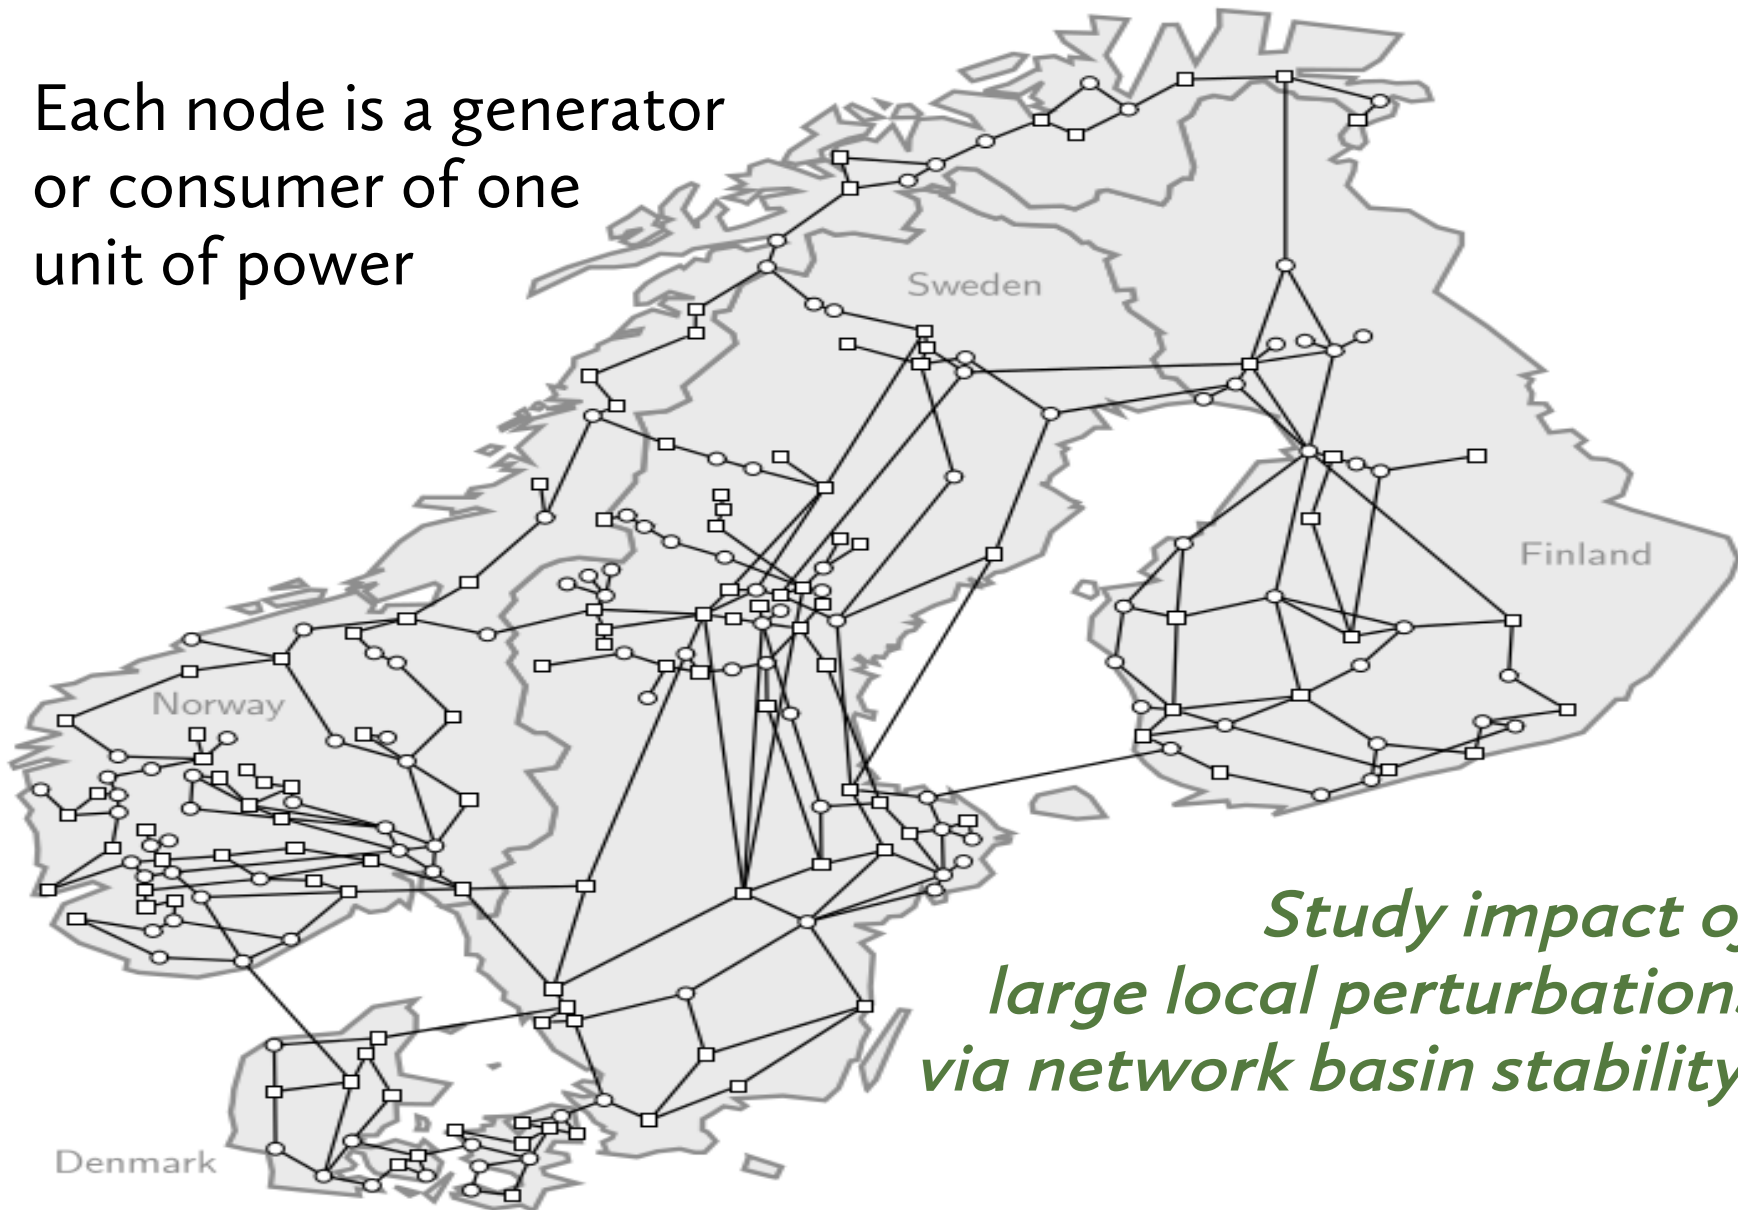 Each node is a generator
or consumer of one
unit of power
Sweden
Finland
Norway
Study impact
large local perturbation
via network basin stability
Denmark